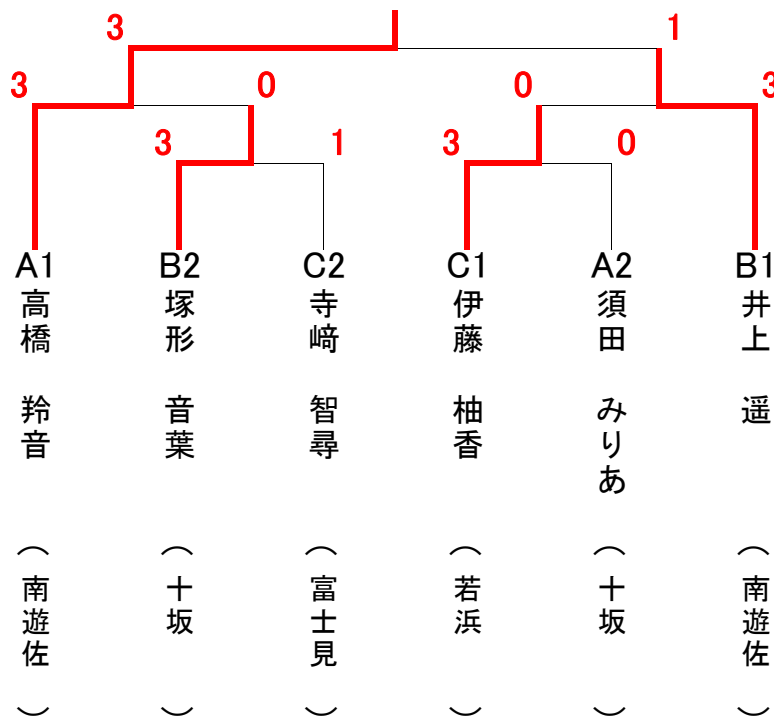 3 1
3 0 0 3
3 1 3 0
A1 B2 C2 C1 A2 B1
高橋 羚音 （南遊佐）
塚形 音葉 （十坂）
寺﨑 智尋 （富士見）
伊藤 柚香 （若浜）
須田 みりあ （十坂）
井上 遥 （南遊佐）